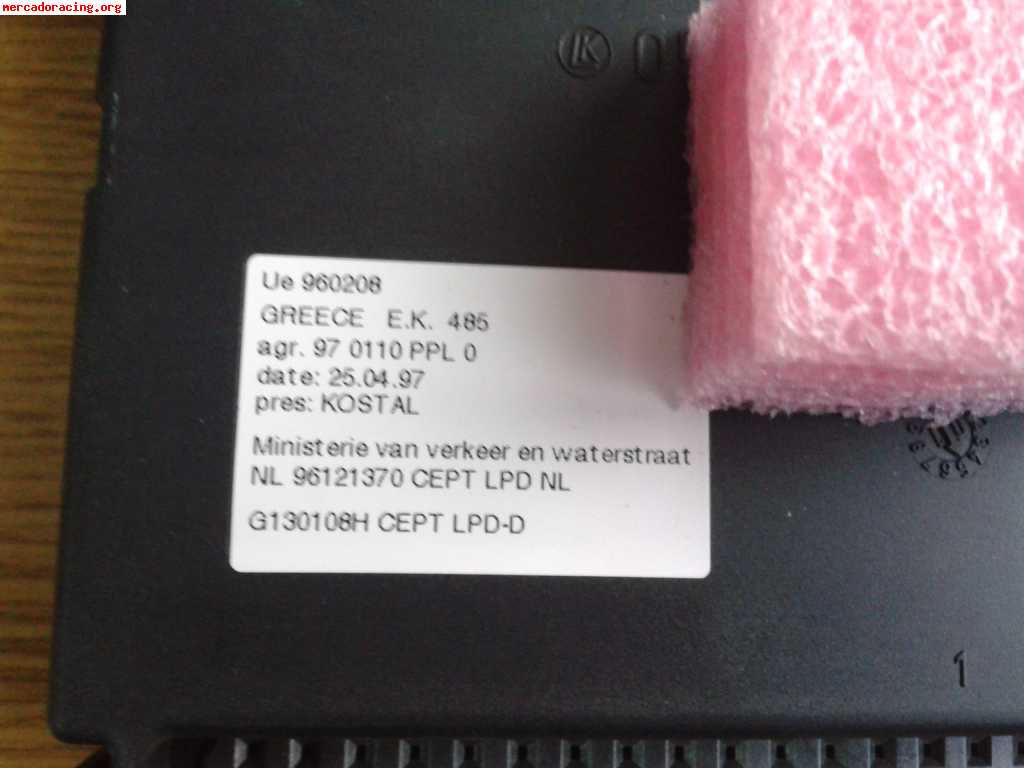 mercadoracing.org
LK
Ue 960208
GREECE E.K. 485
agr. 97 0110 PPL 0
date: 25.04.97
pres: KOSTAL
Ministerie van verkeer en waterstraat
NL 96121370 CEPT LPD NL
G130108H CEPT LPD-D
1